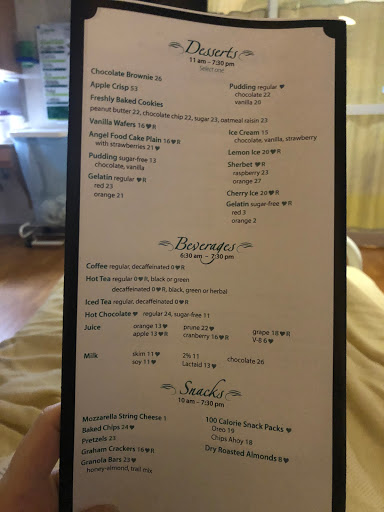 Desserts
11 am – 7:30 pm
Select one
Chocolate Brownie 26
Apple Crisp 53
Freshly Baked Cookies
peanut butter 22, chocolate chip 22, sugar 23, oatmeal raisin 23
Vanilla Wafers 16♥R
Angel Food Cake Plain 16♥R
with strawberries 21♥
Pudding sugar-free 13
chocolate, vanilla
Gelatin regular ♥R
red 23
orange 21
Pudding regular ♥
chocolate 22
vanilla 20
Ice Cream 15
chocolate, vanilla, strawberry
Lemon Ice 20♥R
Sherbet ♥R
raspberry 23
orange 27
Cherry Ice 20♥R
Gelatin sugar-free ♥R
red 3
orange 2
Beverages
6:30 am – 7:30 pm
Coffee regular, decaffeinated 0♥R
Hot Tea regular 0♥R, black or green
decaffeinated 0♥R, black, green or herbal
Iced Tea regular, decaffeinated 0♥R
Hot Chocolate ♥ regular 24, sugar-free 11
Juice orange 13♥ prune 22♥ grape 18♥R
apple 13♥R cranberry 16♥R V-8 6♥
Milk skim 11♥ 2% 11 chocolate 26
soy 11♥ Lactaid 13♥
Snacks
10 am – 7:30 pm
Mozzarella String Cheese 1
Baked Chips 24♥
Pretzels 23
Graham Crackers 16♥R
Granola Bars 23♥
honey-almond, trail mix
100 Calorie Snack Packs ♥
Oreo 19
Chips Ahoy 18
Dry Roasted Almonds 8♥